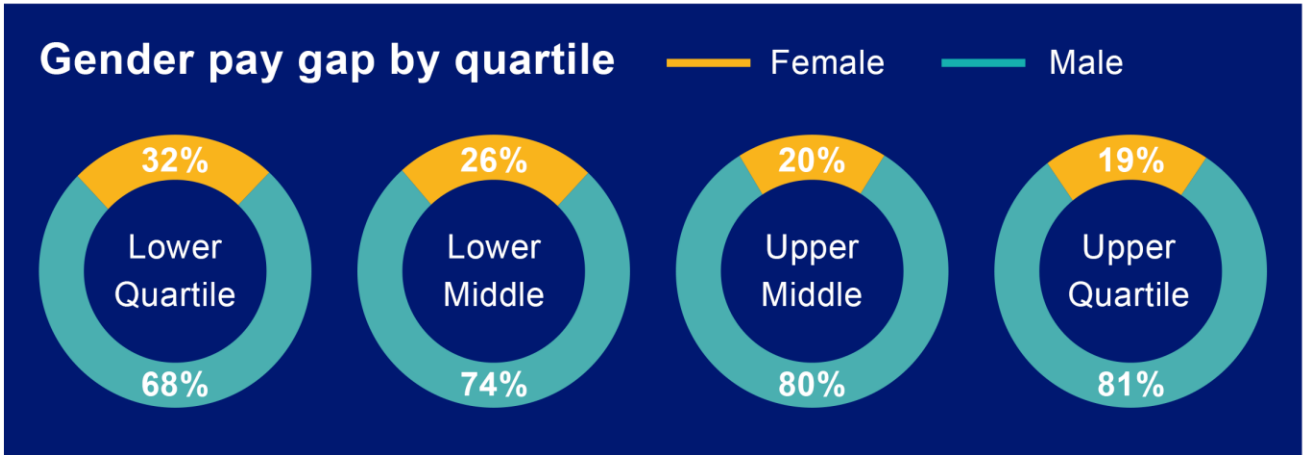 Gender pay gap by quartile
Female
Male
32%
Lower
Quartile
68%
26%
Lower
Middle
74%
20%
Upper
Middle
80%
19%
Upper
Quartile
81%